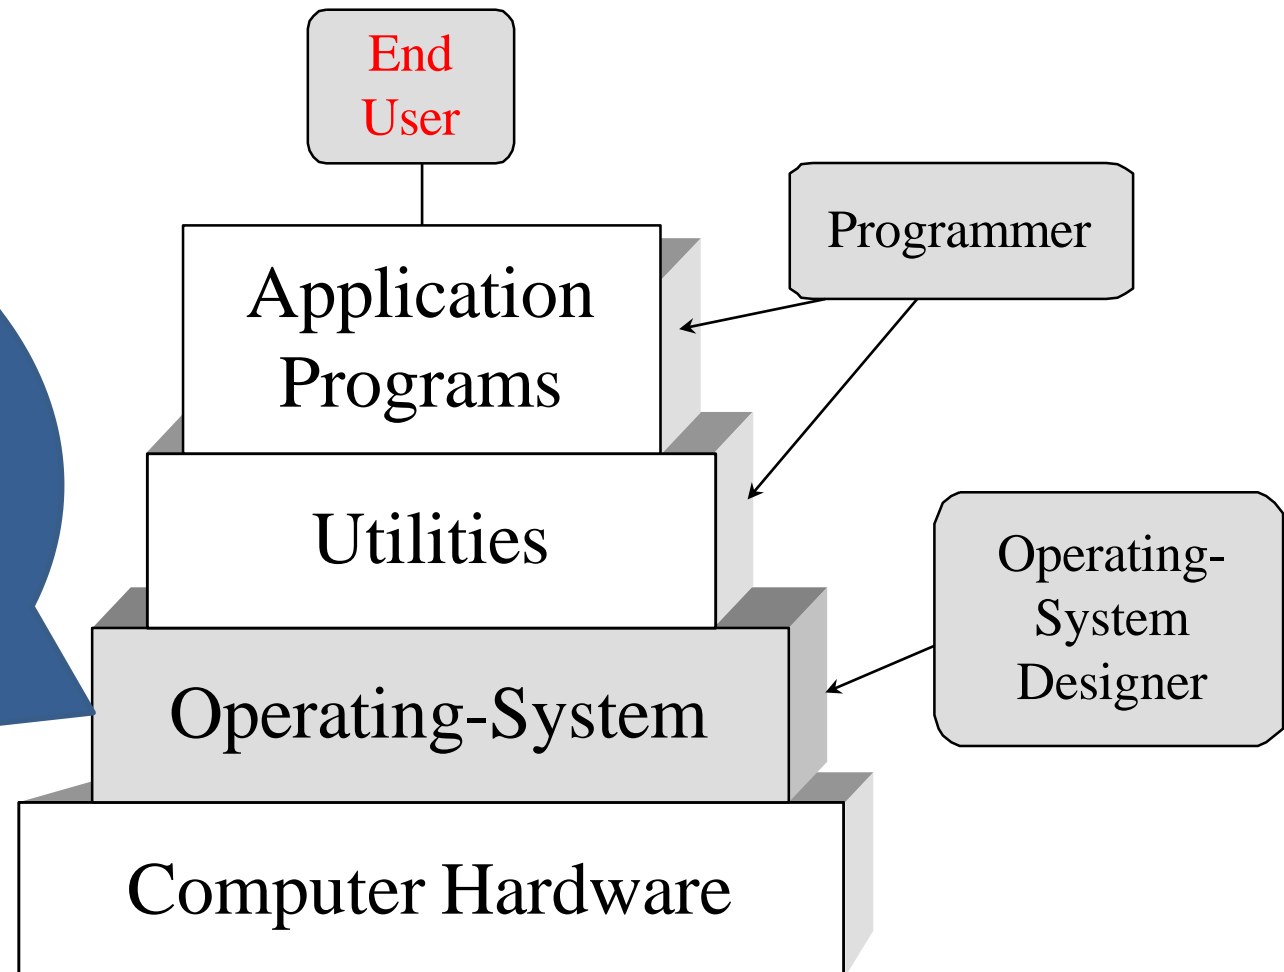 End
User
Programmer
Application
Programs
Utilities
Operating-
System
Designer
Operating-System
Computer Hardware